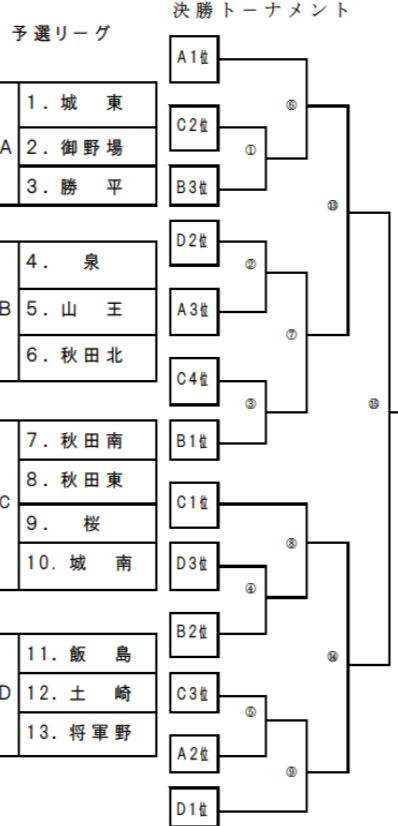 決勝トーナメント
予選リーグ
A
1．城　東
2．御野場
3．勝　平
B
4．　泉
5．山　王
6．秋田北
C
7．秋田南
8．秋田東
9．　桜
10．城　南
D
11．飯　島
12．土　崎
13．将軍野
A1位
C2位
B3位
D2位
A3位
C4位
B1位
C1位
D3位
B2位
C3位
A2位
D1位
①
②
③
④
⑤
⑥
⑦
⑧
⑨
⑬
⑭
⑮